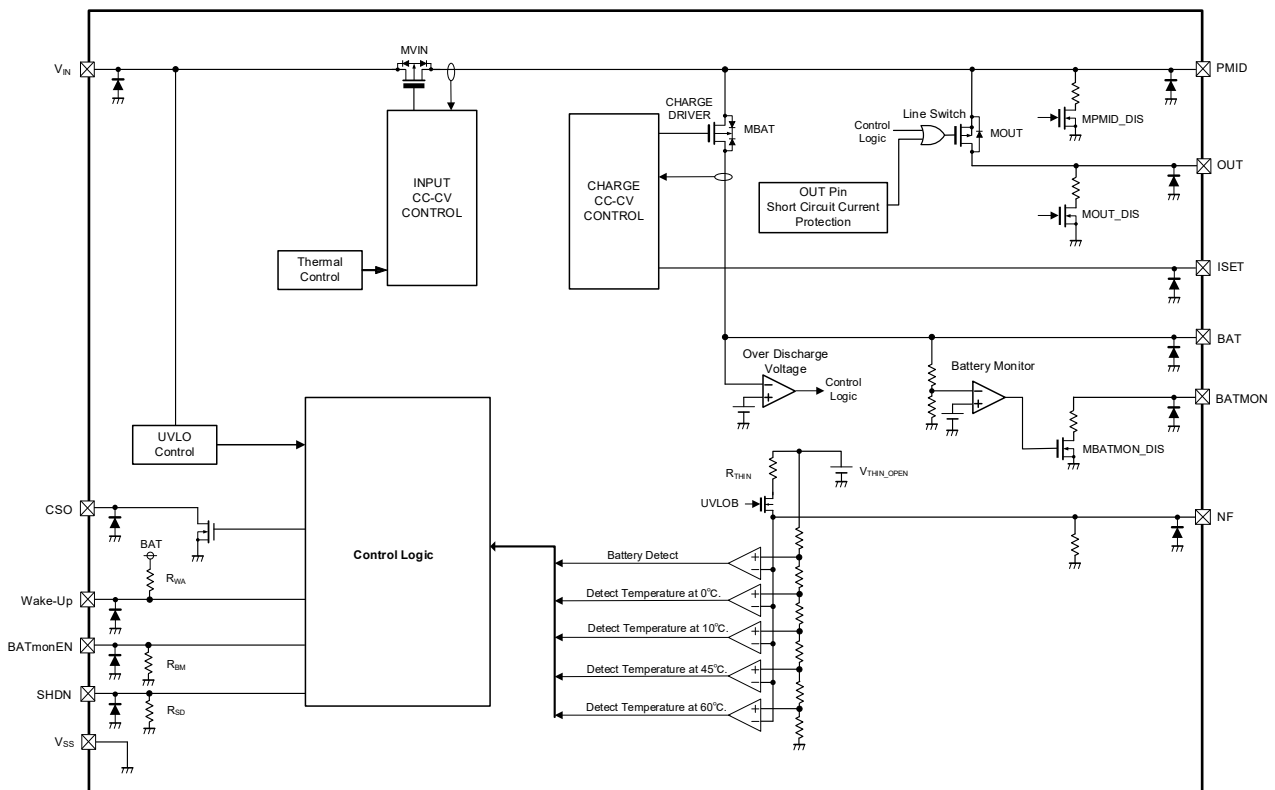 MVIN
VIN
PMID
CHARGE
DRIVER
MBAT
Line Switch
Control
Logic
MOUT
MPMID_DIS
OUT
INPUT
CC-CV
CONTROL
CHARGE
CC-CV
CONTROL
OUT Pin
Short Circuit Current
Protection
MOUT_DIS
Thermal
Control
ISET
BAT
Over Discharge
Voltage
Control
Logic
Battery Monitor
BATMON
MBATMON_DIS
UVLO
Control
RTHIN
VTHIN_OPEN
UVLOB
CSO
NF
BAT
RWA
Control Logic
Battery Detect
Wake-Up
Detect Temperature at 0℃.
Detect Temperature at 10℃.
BATmonEN
RBM
Detect Temperature at 45℃.
SHDN
RSD
Detect Temperature at 60℃.
VSS
+
−
+
−
+
−
+
−
+
−
−
+
−
+